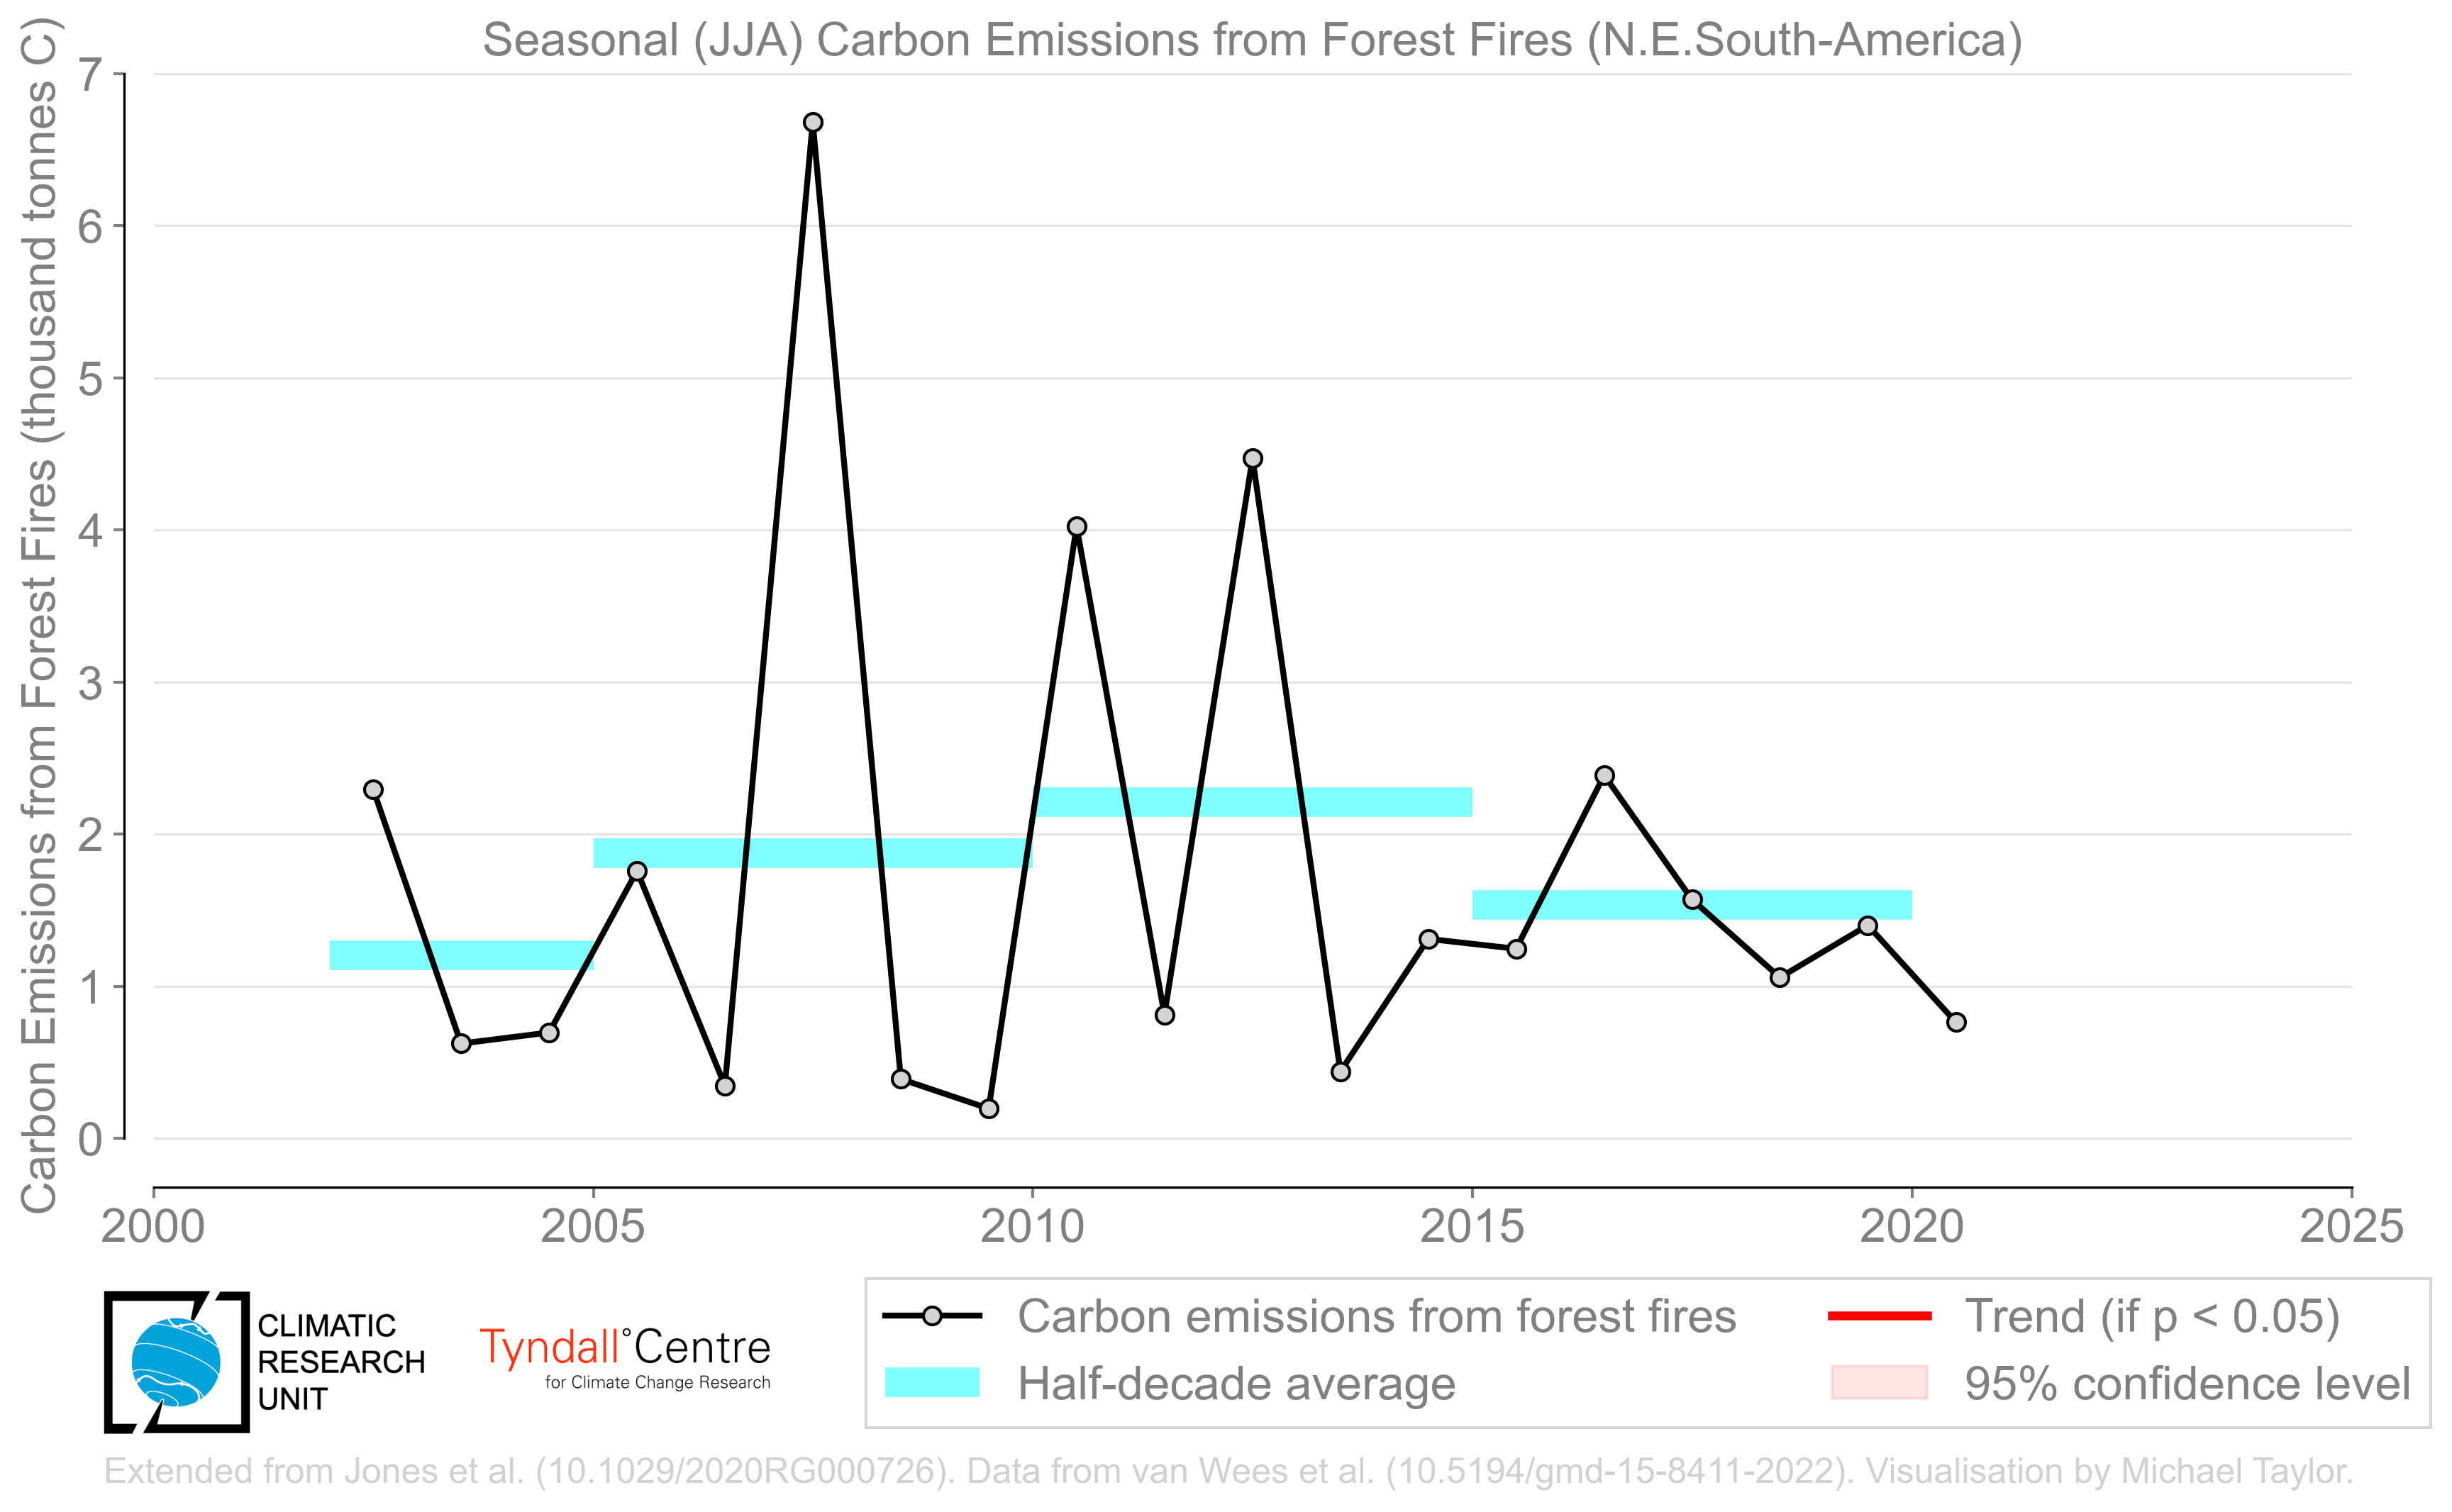 Seasonal (JJA) Carbon Emissions from Forest Fires (N.E.South-America)
Carbon Emissions from Forest Fires (thousand tonnes C)
7
6
5
4
3
2
1
0
2000 2005 2010 2015 2020 2025
Carbon emissions from forest fires
Trend (if p < 0.05)
Half-decade average
95% confidence level
CLIMATIC
RESEARCH
UNIT
Tyndall°Centre
for Climate Change Research
Extended from Jones et al. (10.1029/2020RG000726). Data from van Wees et al. (10.5194/gmd-15-8411-2022). Visualisation by Michael Taylor.